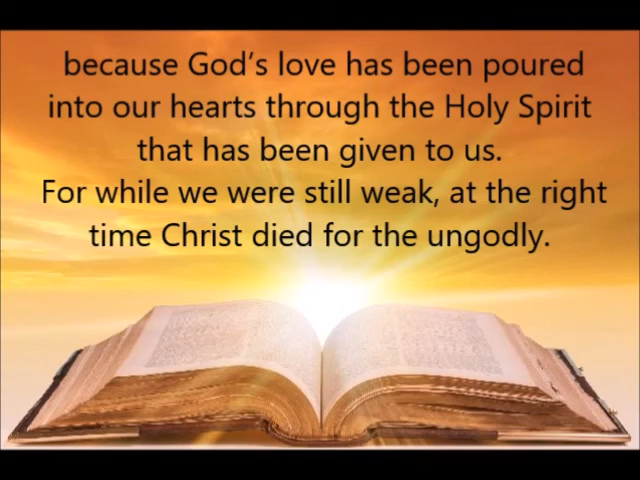 because God’s love has been poured
into our hearts through the Holy Spirit
that has been given to us.
For while we were still weak, at the right
time Christ died for the ungodly.